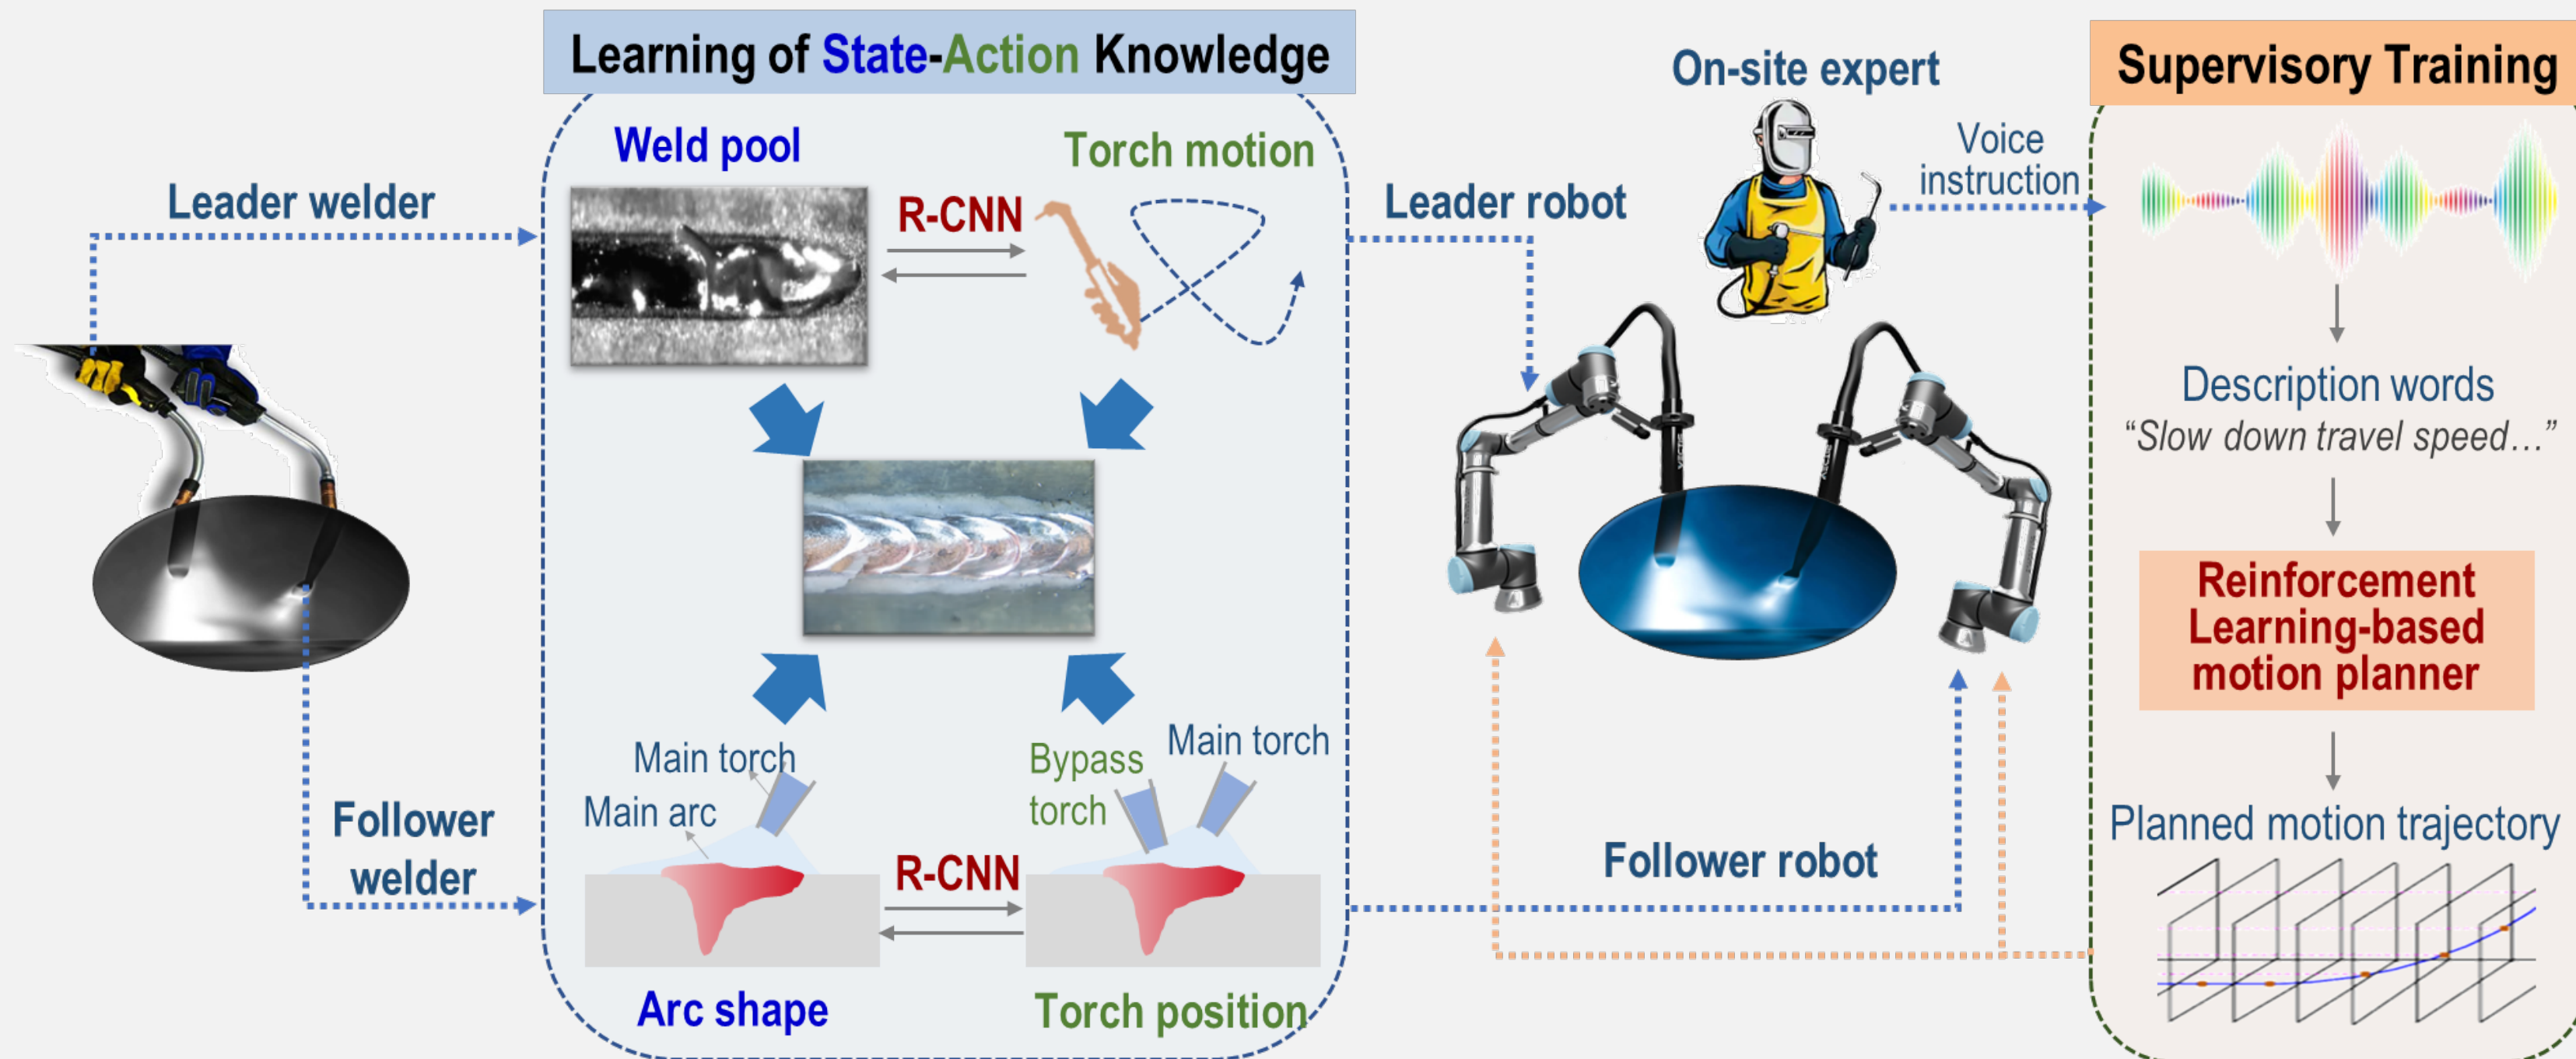 Learning of State-Action Knowledge
On-site expert
Supervisory Training
Weld pool
Torch motion
Voice
instruction
Leader welder
R-CNN
Leader robot
Description words
“Slow down travel speed…”
Reinforcement
Learning-based
motion planner
Main torch
Main arc
Bypass
torch
Main torch
Follower
welder
R-CNN
Follower robot
Planned motion trajectory
Arc shape
Torch position